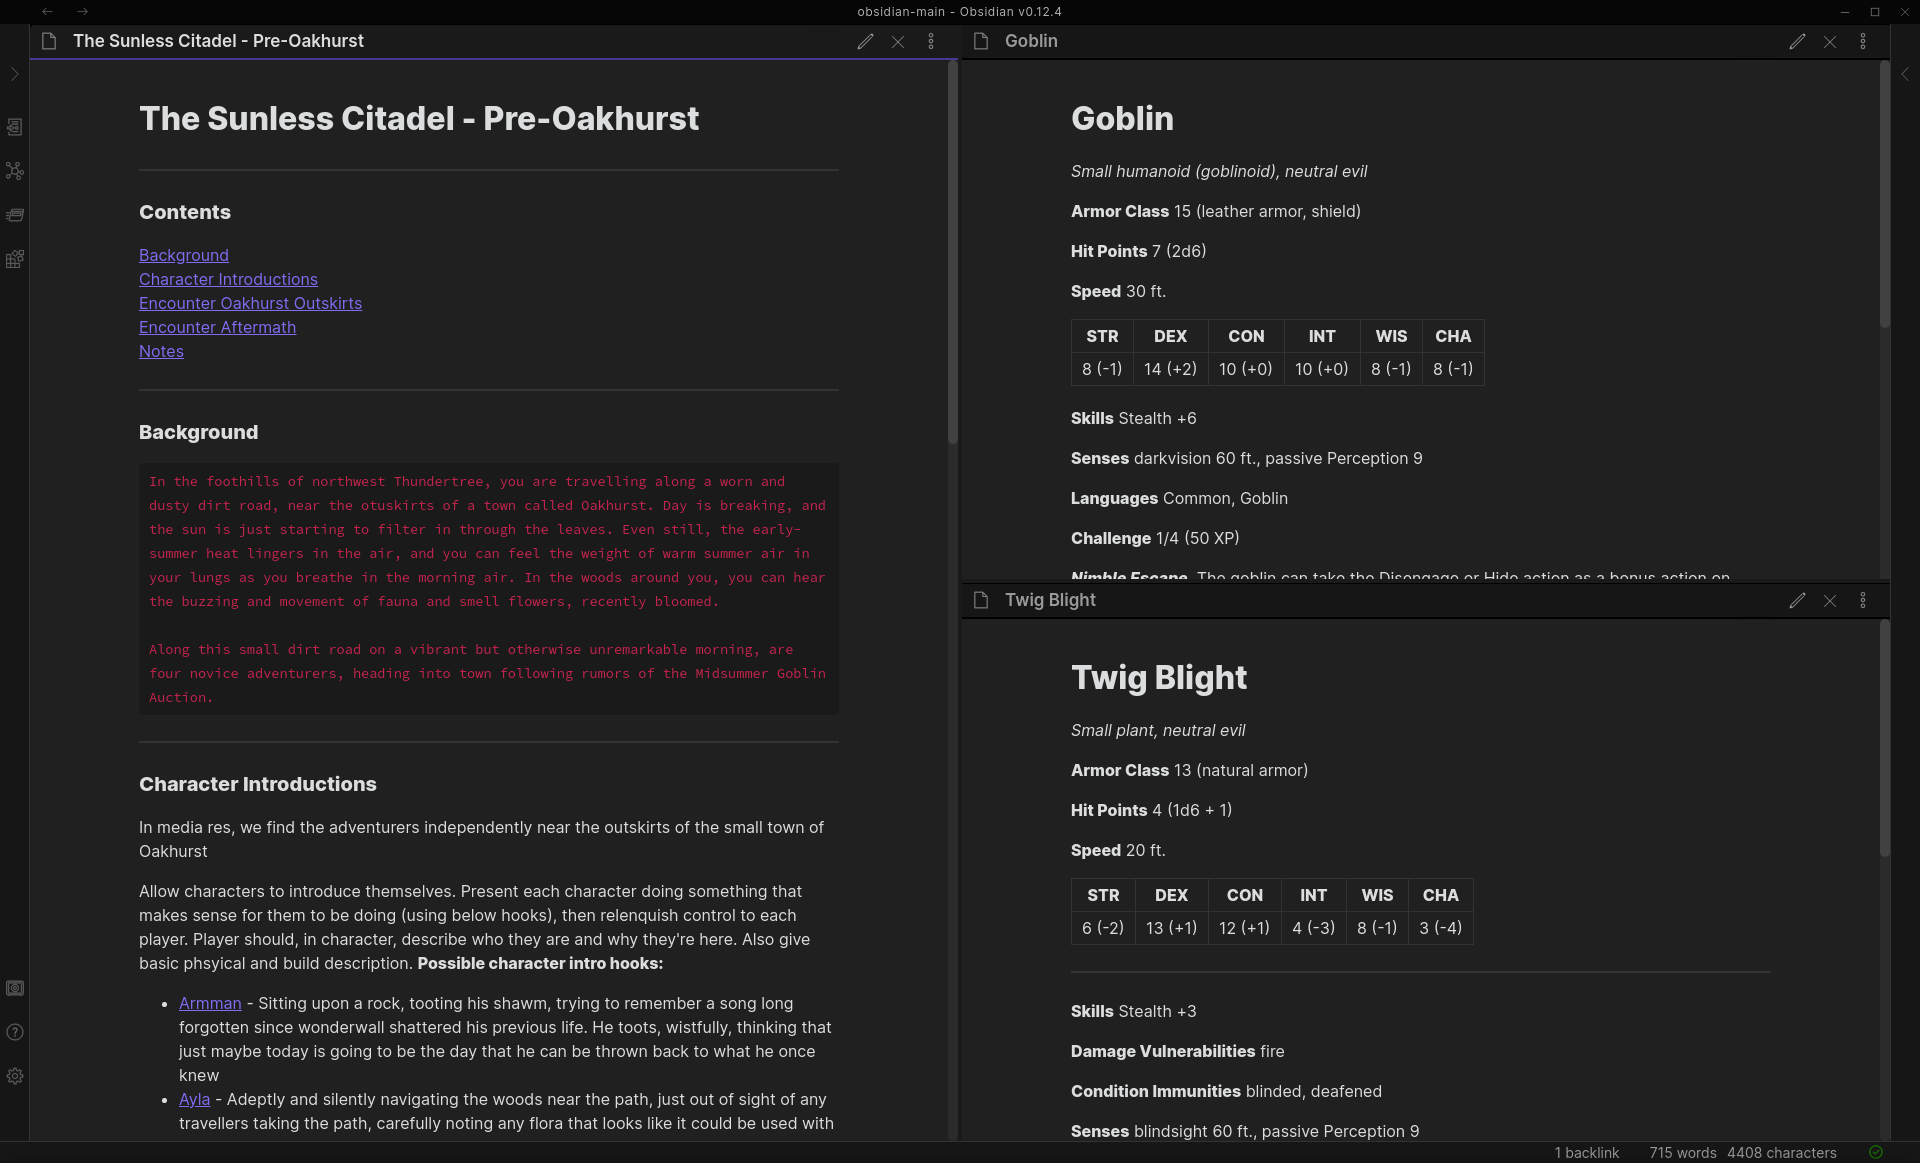 obsidian-main - Obsidian v0.12.4
The Sunless Citadel - Pre-Oakhurst
The Sunless Citadel - Pre-Oakhurst
Contents
Background
Character Introductions
Encounter Oakhurst Outskirts
Encounter Aftermath
Notes
Background
In the foothills of northwest Thundertree, you are travelling along a worn and
dusty dirt road, near the otuskirts of a town called Oakhurst. Day is breaking, and
the sun is just starting to filter in through the leaves. Even still, the early-
summer heat lingers in the air, and you can feel the weight of warm summer air in
your lungs as you breathe in the morning air. In the woods around you, you can hear
the buzzing and movement of fauna and smell flowers, recently bloomed.
Along this small dirt road on a vibrant but otherwise unremarkable morning, are
four novice adventurers, heading into town following rumors of the Midsummer Goblin
Auction.
Character Introductions
In media res, we find the adventurers independently near the outskirts of the small town of
Oakhurst
Allow characters to introduce themselves. Present each character doing something that
makes sense for them to be doing (using below hooks), then relenquish control to each
player. Player should, in character, describe who they are and why they're here. Also give
basic phsyical and build description. Possible character intro hooks:
• Armman - Sitting upon a rock, tooting his shawm, trying to remember a song long
forgotten since wonderwall shattered his previous life. He toots, wistfully, thinking that
just maybe today is going to be the day that he can be thrown back to what he once
knew
• Ayla - Adeptly and silently navigating the woods near the path, just out of sight of any
travellers taking the path, carefully noting any flora that looks like it could be used with
Goblin
Goblin
Small humanoid (goblinoid), neutral evil
Armor Class 15 (leather armor, shield)
Hit Points 7 (2d6)
Speed 30 ft.
STR DEX CON INT WIS CHA
8 (-1) 14 (+2) 10 (+0) 10 (+0) 8 (-1) 8 (-1)
Skills Stealth +6
Senses darkvision 60 ft., passive Perception 9
Languages Common, Goblin
Challenge 1/4 (50 XP)
Nimble Escape. The goblin can take the Disengage or Hide action as a bonus action on
Twig Blight
Twig Blight
Small plant, neutral evil
Armor Class 13 (natural armor)
Hit Points 4 (1d6 + 1)
Speed 20 ft.
STR DEX CON INT WIS CHA
6 (-2) 13 (+1) 12 (+1) 4 (-3) 8 (-1) 3 (-4)
Skills Stealth +3
Damage Vulnerabilities fire
Condition Immunities blinded, deafened
Senses blindsight 60 ft., passive Perception 9
1 backlink 715 words 4408 characters